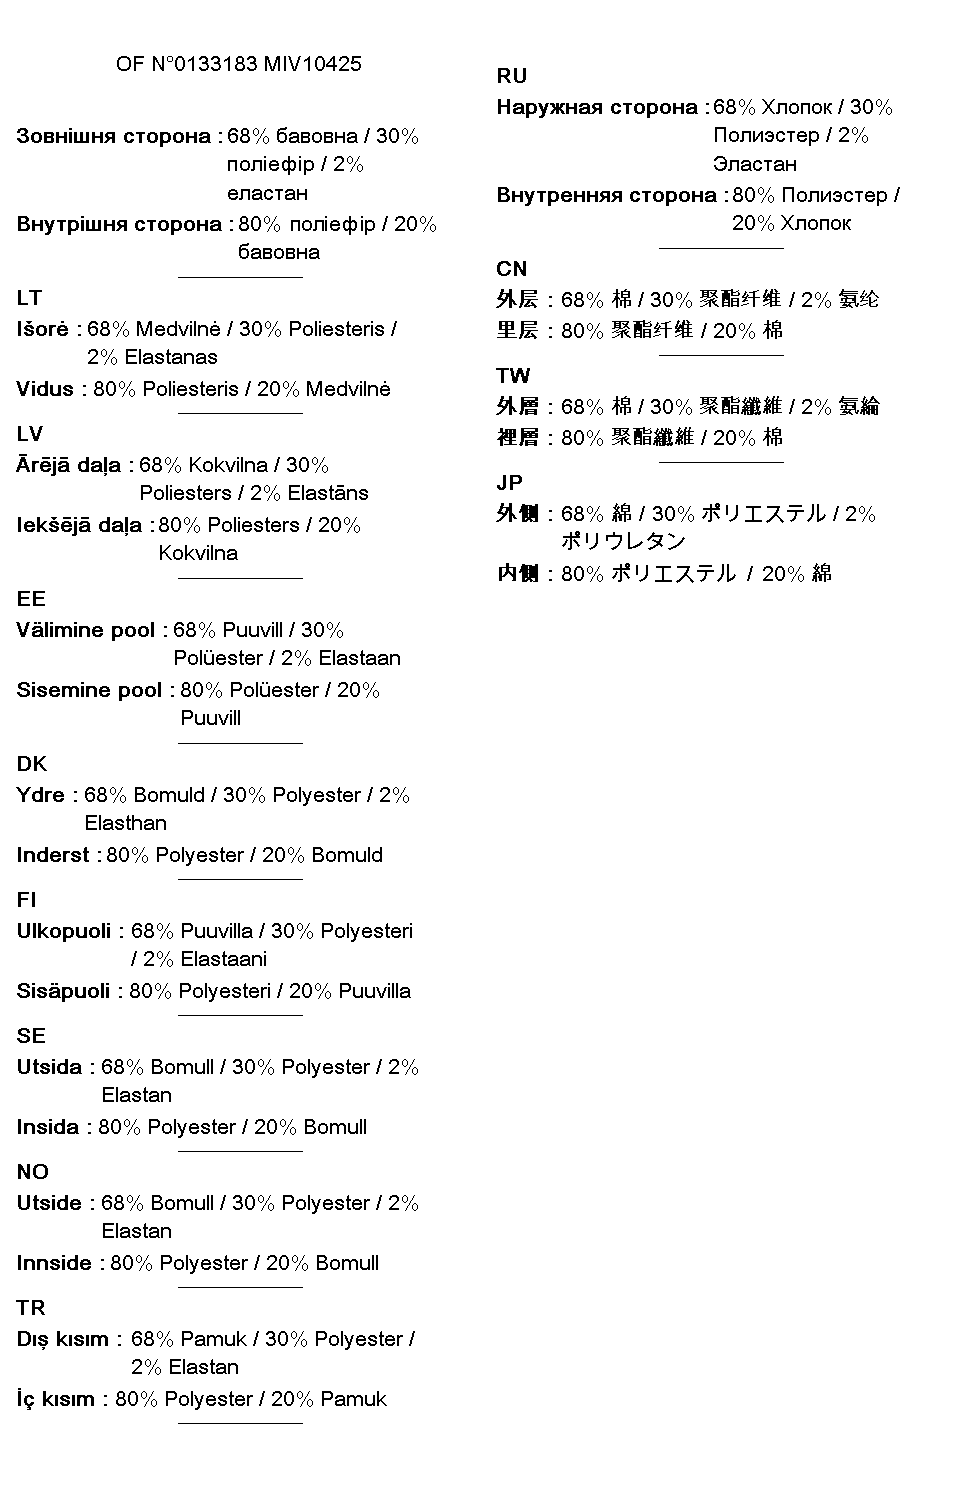 OF N°0133183 MIV10425
Зовнішня сторона : 68% бавовна / 30%
поліефір / 2%
еластан
Внутрішня сторона : 80% поліефір / 20%
бавовна
LT
Išorė : 68% Medvilnė / 30% Poliesteris /
2% Elastanas
Vidus : 80% Poliesteris / 20% Medvilnė
LV
Ārējā daļa : 68% Kokvilna / 30%
Poliesters / 2% Elastāns
Iekšējā daļa : 80% Poliesters / 20%
Kokvilna
EE
Välimine pool : 68% Puuvill / 30%
Polüester / 2% Elastaan
Sisemine pool : 80% Polüester / 20%
Puuvill
DK
Ydre : 68% Bomuld / 30% Polyester / 2%
Elasthan
Inderst : 80% Polyester / 20% Bomuld
FI
Ulkopuoli : 68% Puuvilla / 30% Polyesteri
/ 2% Elastaani
Sisäpuoli : 80% Polyesteri / 20% Puuvilla
SE
Utsida : 68% Bomull / 30% Polyester / 2%
Elastan
Insida : 80% Polyester / 20% Bomull
NO
Utside : 68% Bomull / 30% Polyester / 2%
Elastan
Innside : 80% Polyester / 20% Bomull
TR
Dış kısım : 68% Pamuk / 30% Polyester /
2% Elastan
İç kısım : 80% Polyester / 20% Pamuk
RU
Наружная сторона : 68% Хлопок / 30%
Полиэстер / 2%
Эластан
Внутренняя сторона : 80% Полиэстер /
20% Хлопок
CN
外层 : 68% 棉 / 30% 聚酯纤维 / 2% 氨纶
里层 : 80% 聚酯纤维 / 20% 棉
TW
外層 : 68% 棉 / 30% 聚酯纖維 / 2% 氨綸
裡層 : 80% 聚酯纖維 / 20% 棉
JP
外側 : 68% 綿 / 30% ポリエステル / 2%
ポリウレタン
内側 : 80% ポリエステル / 20% 綿